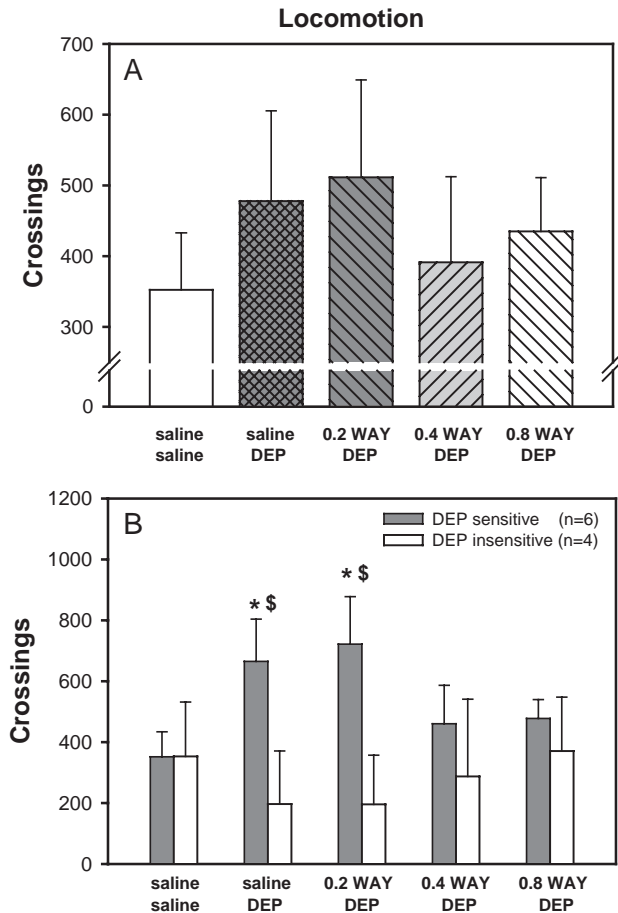 Locomotion
A
Crossings
700
600
500
400
300
0
saline saline 0.2 WAY 0.4 WAY 0.8 WAY
saline DEP DEP DEP DEP
B
Crossings
1200
1000
800
600
400
200
0
DEP sensitive (n=6)
DEP insensitive (n=4)
* $
* $
saline saline 0.2 WAY 0.4 WAY 0.8 WAY
saline DEP DEP DEP DEP